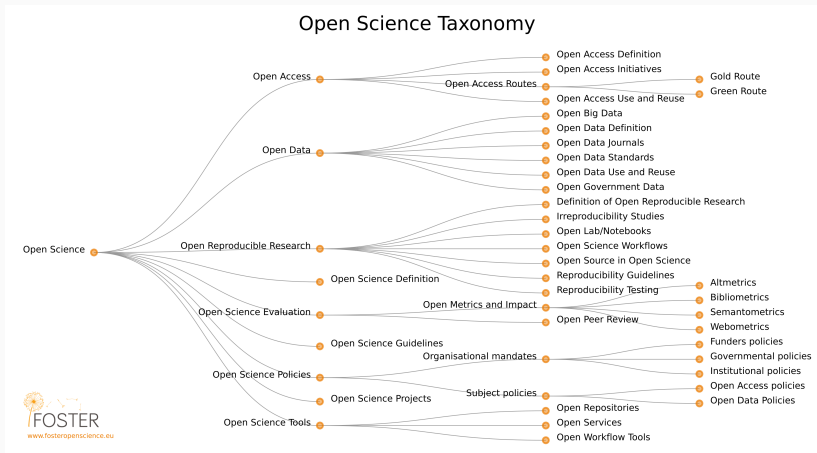 Open Science Taxonomy
Open Science
Open Access
Open Access Definition
Open Access Initiatives
Open Access Routes
Gold Route
Green Route
Open Access Use and Reuse
Open Data
Open Big Data
Open Data Definition
Open Data Journals
Open Data Standards
Open Data Use and Reuse
Open Government Data
Open Reproducible Research
Definition of Open Reproducible Research
Irreproducibility Studies
Open Lab/Notebooks
Open Science Workflows
Open Source in Open Science
Reproducibility Guidelines
Reproducibility Testing
Open Science Definition
Open Science Evaluation
Open Metrics and Impact
Altmetrics
Bibliometrics
Semantometrics
Webometrics
Open Peer Review
Open Science Guidelines
Open Science Policies
Organisational mandates
Funders policies
Governmental policies
Institutional policies
Subject policies
Open Access policies
Open Data Policies
Open Science Projects
Open Science Tools
Open Repositories
Open Services
Open Workflow Tools
FOSTER
www.fosteropenscience.eu